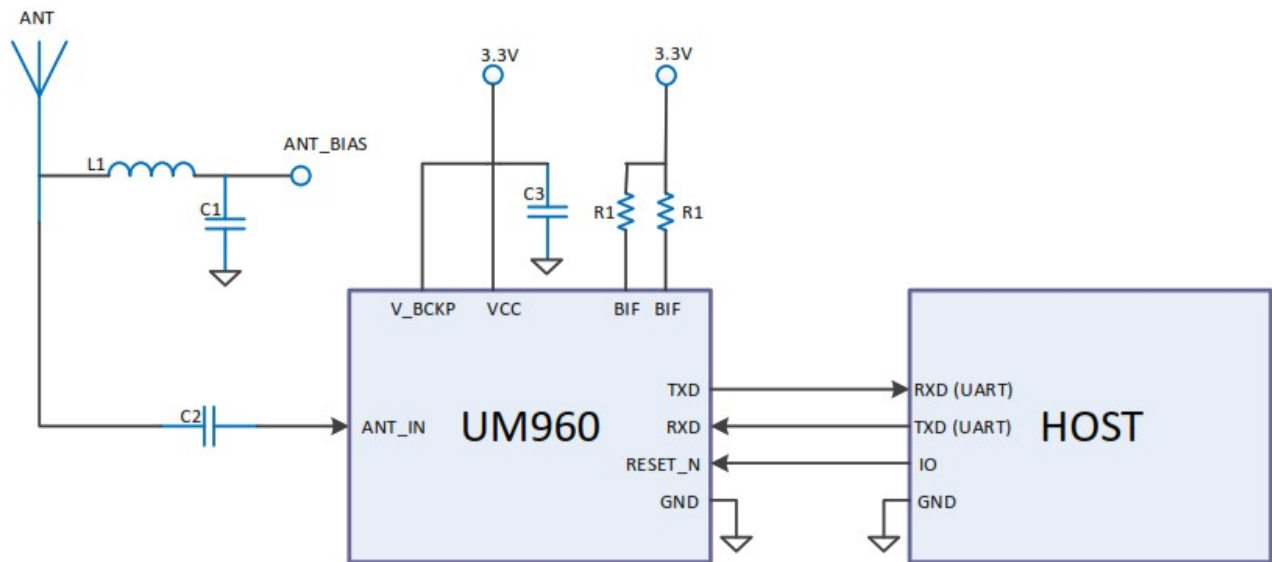 ANT
3.3V
3.3V
ANT_BIAS
L1
C1
C3
R1
R1
V_BCKP
VCC
BIF
BIF
TXD
RXD (UART)
C2
ANT_IN
UM960
RXD
TXD (UART)
HOST
RESET_N
IO
GND
GND